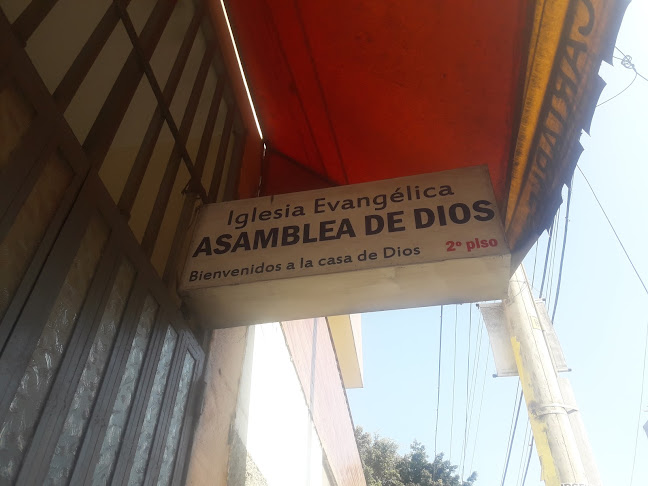 Iglesia Evangélica
ASAMBLEA DE DIOS
Bienvenidos a la casa de Dios 2º piso